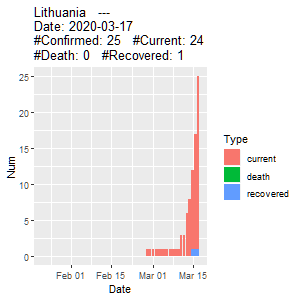 Lithuania   ---
Date: 2020-03-17
#Confirmed: 25   #Current: 24
#Death: 0   #Recovered: 1
25
20
15
10
5
0
Num
Feb 01
Feb 15
Mar 01
Mar 15
Date
Type
current
death
recovered